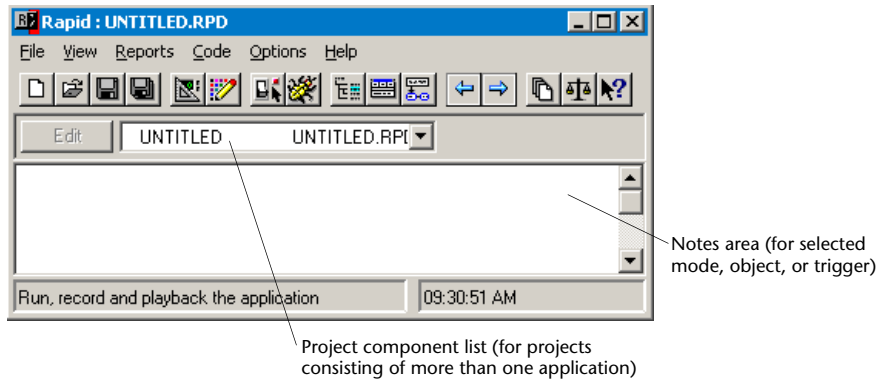 Rapid : UNTITLED.RPD
File View Reports Code Options Help
Edit UNTITLED UNTITLED.RPD
Notes area (for selected
mode, object, or trigger)
Run, record and playback the application 09:30:51 AM
Project component list (for projects
consisting of more than one application)